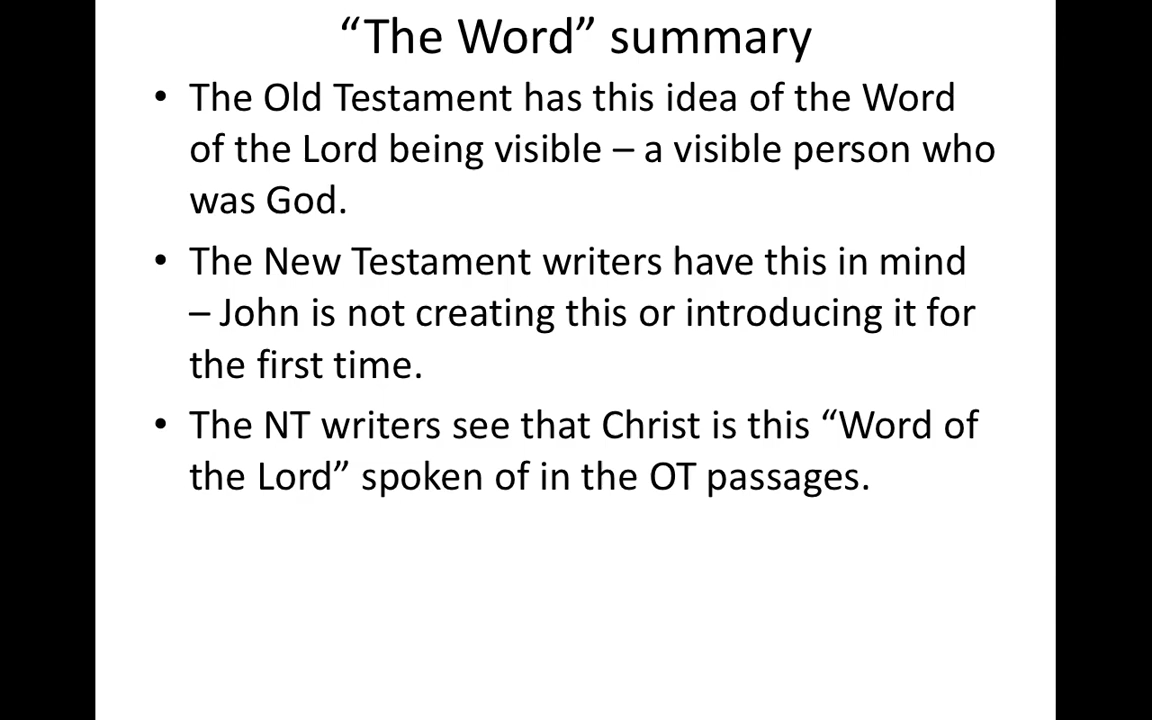 “The Word” summary
• The Old Testament has this idea of the Word
of the Lord being visible – a visible person who
was God.
• The New Testament writers have this in mind
– John is not creating this or introducing it for
the first time.
• The NT writers see that Christ is this “Word of
the Lord” spoken of in the OT passages.